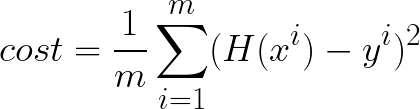 cost = \frac{1}{m} \sum_{i=1}^{m} (H(x^i) - y^i)^2